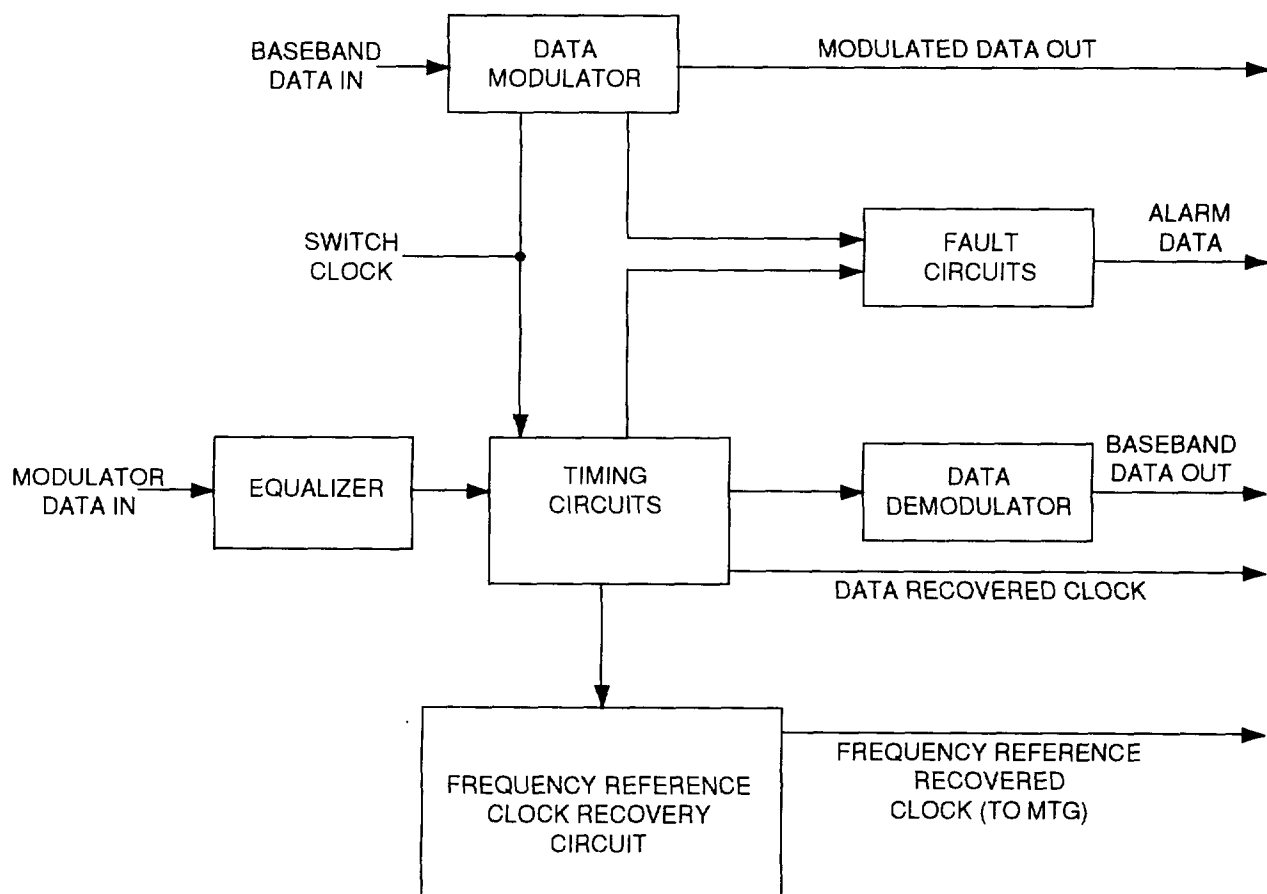 BASEBAND
DATA IN
DATA
MODULATOR
MODULATED DATA OUT
SWITCH
CLOCK
FAULT
CIRCUITS
ALARM
DATA
MODULATOR
DATA IN
EQUALIZER
TIMING
CIRCUITS
DATA
DEMODULATOR
BASEBAND
DATA OUT
DATA RECOVERED CLOCK
FREQUENCY REFERENCE
CLOCK RECOVERY
CIRCUIT
FREQUENCY REFERENCE
RECOVERED
CLOCK (TO MTG)